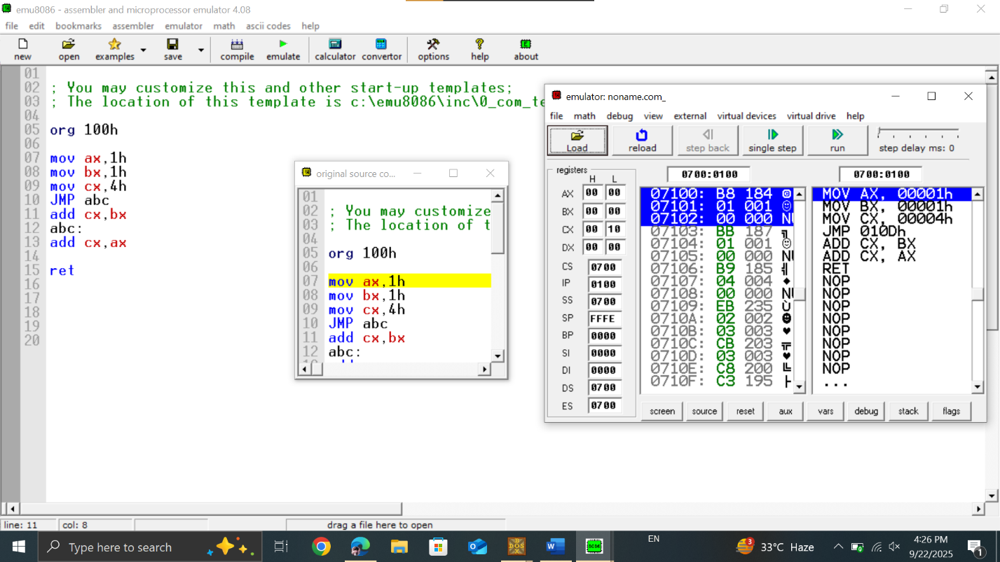 emu8086 - assembler and microprocessor emulator 4.08
file edit bookmarks assembler emulator math ascii codes help
new open examples save compile emulate calculator convertor options help about
01
02 ; You may customize this and other start-up templates;
03 ; The location of this template is c:\emu8086\inc\0_com_te
04
05 org 100h
06
07 mov ax,1h
08 mov bx,1h
09 mov cx,4h
10 JMP abc
11 add cx,bx
12 abc:
13 add cx,ax
14
15 ret
16
17
18
19
20
original source co...
01
02 ; You may customize
03 ; The location of t
04
05 org 100h
06
07 mov ax,1h
08 mov bx,1h
09 mov cx,4h
10 JMP abc
11 add cx,bx
12 abc:
emulator: noname.com_
file math debug view external virtual devices virtual drive help
Load reload step back single step run step delay ms: 0
registers
H L
AX 00 00
BX 00 00
CX 00 10
DX 00 00
CS 0700
IP 0100
SS 0700
SP FFFE
BP 0000
SI 0000
DI 0000
DS 0700
ES 0700
0700:0100
07100: B8 184
07101: 01 001 ☺
07102: 00 000 NU
07103: BB 187 ╗
07104: 01 001 ☺
07105: 00 000 NU
07106: B9 185 ╣
07107: 04 004 ♦
07108: 00 000 NU
07109: EB 235 Ù
0710A: 02 002 ☻
0710B: 03 003 ♥
0710C: CB 203 ╦
0710D: 03 003 ♥
0710E: C8 200 ╚
0710F: C3 195 ├
0700:0100
MOV AX, 00001h
MOV BX, 00001h
MOV CX, 00004h
JMP 010Dh
ADD CX, BX
ADD CX, AX
RET
NOP
NOP
NOP
NOP
NOP
NOP
NOP
NOP
...
screen source reset aux vars debug stack flags
line: 11 col: 8 drag a file here to open
Type here to search
EN
3
33°C Haze
4:26 PM
9/22/2025
1